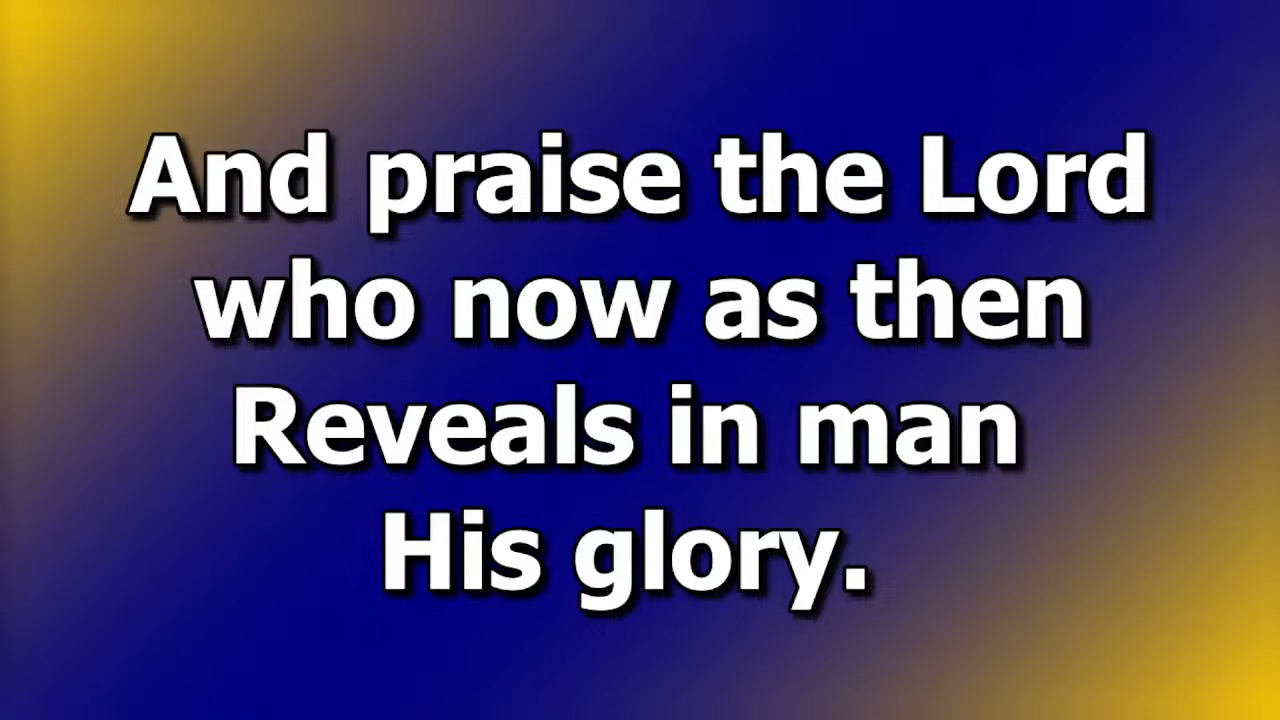 And praise the Lord
who now as then
Reveals in man
His glory.